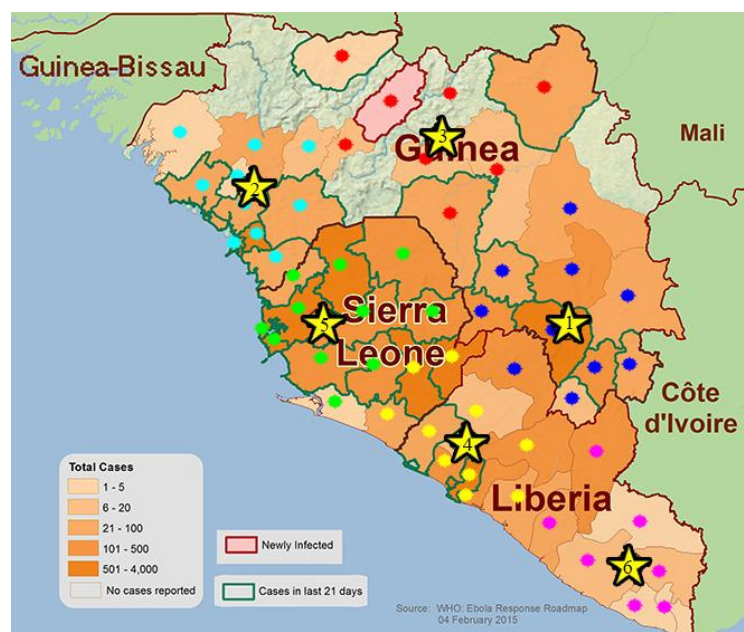 Guinea-Bissau
Mali
3
Guinea
2
Sierra
5
1
Leone
Côte
d'Ivoire
4
Liberia
6
Total Cases
1 - 5
6 - 20
21 - 100
101 - 500
501 - 4,000
No cases reported
Newly Infected
Cases in last 21 days
Source: WHO: Ebola Response Roadmap
04 February 2015